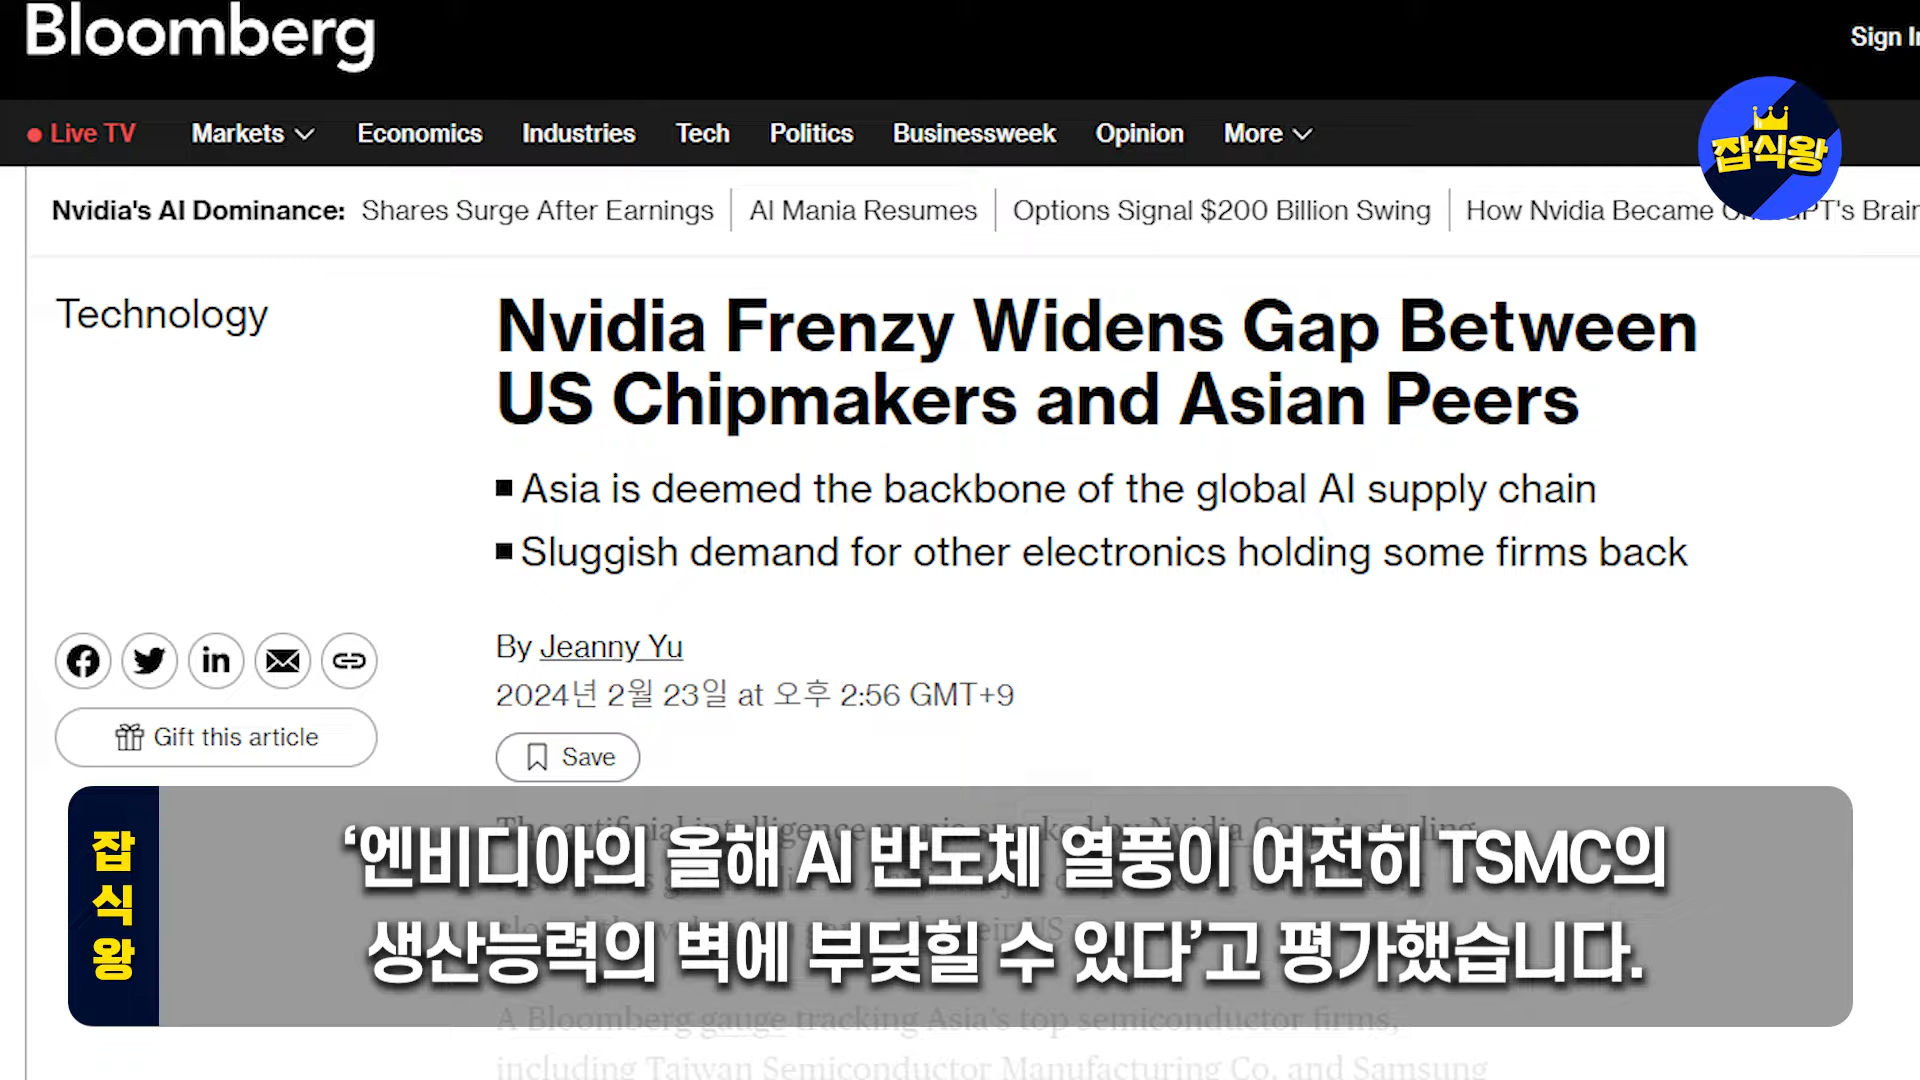 Bloomberg
Sign In
Live TV Markets Economics Industries Tech Politics Businessweek Opinion More
잡식왕
Nvidia's AI Dominance: Shares Surge After Earnings AI Mania Resumes Options Signal $200 Billion Swing How Nvidia Became Brain
Technology
Nvidia Frenzy Widens Gap Between
US Chipmakers and Asian Peers
■ Asia is deemed the backbone of the global AI supply chain
■ Sluggish demand for other electronics holding some firms back
By Jeanny Yu
2024년 2월 23일 at 오후 2:56 GMT+9
Gift this article
Save
잡식왕
‘엔비디아의 올해 AI 반도체 열풍이 여전히 TSMC의
생산능력의 벽에 부딪힐 수 있다’고 평가했습니다.
A Bloomberg gauge tracking Asia's top semiconductor firms,
including Taiwan Semiconductor Manufacturing Co. and Samsung